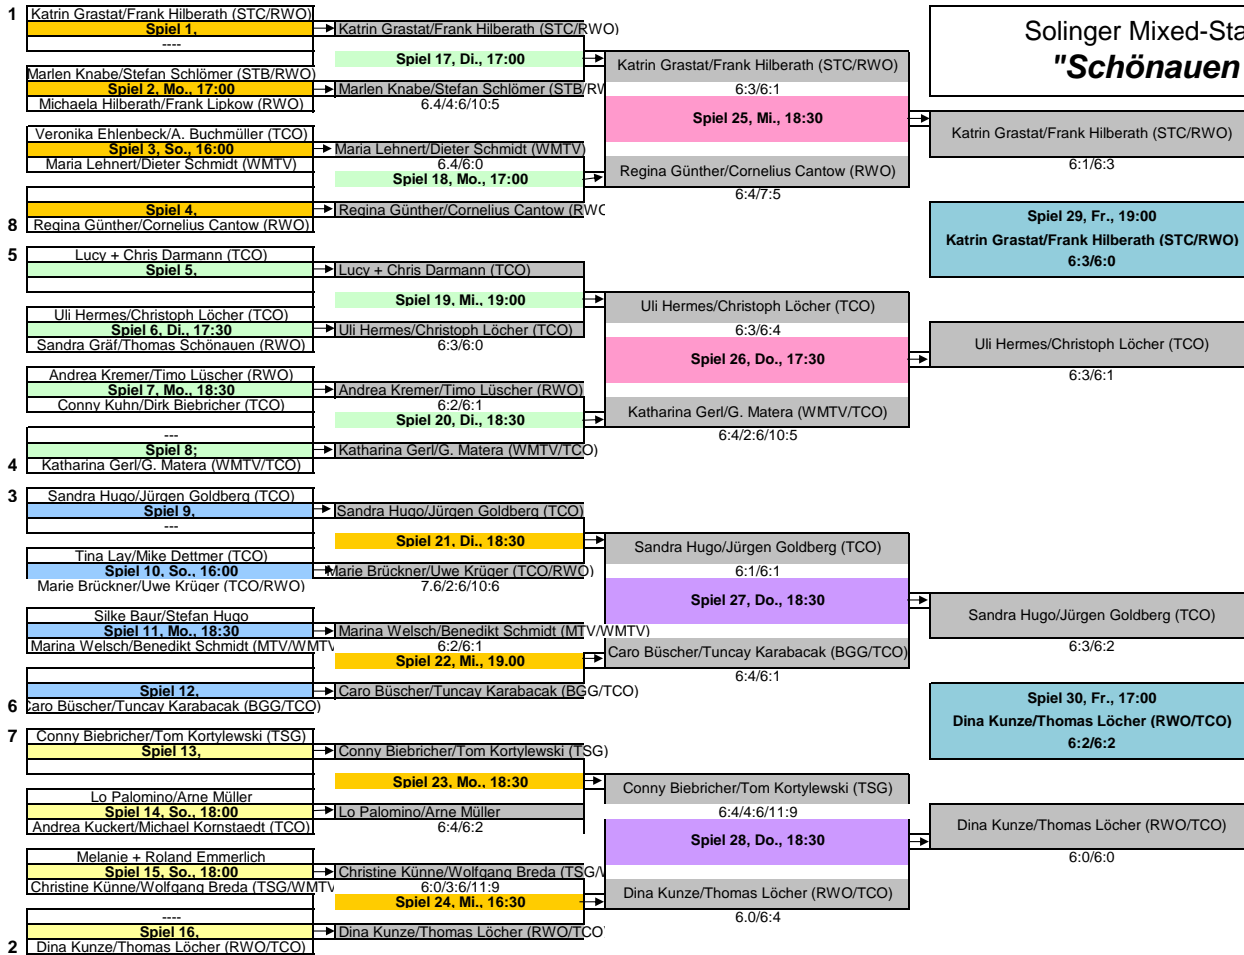 Solinger Mixed-Sta
"Schönauen
1
Katrin Grastat/Frank Hilberath (STC/RWO)
Spiel 1,
----
Marlen Knabe/Stefan Schlömer (STB/RWO)
Spiel 2, Mo., 17:00
Michaela Hilberath/Frank Lipkow (RWO)
Veronika Ehlenbeck/A. Buchmüller (TCO)
Spiel 3, So., 16:00
Maria Lehnert/Dieter Schmidt (WMTV)
Spiel 4,
8
Regina Günther/Cornelius Cantow (RWO)
5
Lucy + Chris Darmann (TCO)
Spiel 5,
Uli Hermes/Christoph Löcher (TCO)
Spiel 6, Di., 17:30
Sandra Gräf/Thomas Schönauen (RWO)
Andrea Kremer/Timo Lüscher (RWO)
Spiel 7, Mo., 18:30
Conny Kuhn/Dirk Biebricher (TCO)
---
Spiel 8;
4
Katharina Gerl/G. Matera (WMTV/TCO)
3
Sandra Hugo/Jürgen Goldberg (TCO)
Spiel 9,
---
Tina Lay/Mike Dettmer (TCO)
Spiel 10, So., 16:00
Marie Brückner/Uwe Krüger (TCO/RWO)
Silke Baur/Stefan Hugo
Spiel 11, Mo., 18:30
Marina Welsch/Benedikt Schmidt (MTV/WMTV
Spiel 12,
6
Caro Büscher/Tuncay Karabacak (BGG/TCO)
7
Conny Biebricher/Tom Kortylewski (TSG)
Spiel 13,
Lo Palomino/Arne Müller
Spiel 14, So., 18:00
Andrea Kuckert/Michael Kornstaedt (TCO)
Melanie + Roland Emmerlich
Spiel 15, So., 18:00
Christine Künne/Wolfgang Breda (TSG/WMTV
----
Spiel 16,
2
Dina Kunze/Thomas Löcher (RWO/TCO)
Katrin Grastat/Frank Hilberath (STC/RWO)
Spiel 17, Di., 17:00
Marlen Knabe/Stefan Schlömer (STB/RW
6.4/4:6/10:5
Maria Lehnert/Dieter Schmidt (WMTV)
6.4/6:0
Spiel 18, Mo., 17:00
Regina Günther/Cornelius Cantow (RWO
Lucy + Chris Darmann (TCO)
Spiel 19, Mi., 19:00
Uli Hermes/Christoph Löcher (TCO)
6:3/6:0
Andrea Kremer/Timo Lüscher (RWO)
6:2/6:1
Spiel 20, Di., 18:30
Katharina Gerl/G. Matera (WMTV/TCO)
Sandra Hugo/Jürgen Goldberg (TCO)
Spiel 21, Di., 18:30
Marie Brückner/Uwe Krüger (TCO/RWO)
7.6/2:6/10:6
Marina Welsch/Benedikt Schmidt (MTV/WMTV)
6:2/6:1
Spiel 22, Mi., 19.00
Caro Büscher/Tuncay Karabacak (BGG/TCO)
Conny Biebricher/Tom Kortylewski (TSG)
Spiel 23, Mo., 18:30
Lo Palomino/Arne Müller
6:4/6:2
Christine Künne/Wolfgang Breda (TSG/W
6:0/3:6/11:9
Spiel 24, Mi., 16:30
Dina Kunze/Thomas Löcher (RWO/TCO)
Katrin Grastat/Frank Hilberath (STC/RWO)
6:3/6:1
Spiel 25, Mi., 18:30
Regina Günther/Cornelius Cantow (RWO)
6:4/7:5
Uli Hermes/Christoph Löcher (TCO)
6:3/6:4
Spiel 26, Do., 17:30
Katharina Gerl/G. Matera (WMTV/TCO)
6:4/2:6/10:5
Sandra Hugo/Jürgen Goldberg (TCO)
6:1/6:1
Spiel 27, Do., 18:30
Caro Büscher/Tuncay Karabacak (BGG/TCO)
6:4/6:1
Conny Biebricher/Tom Kortylewski (TSG)
6:4/4:6/11:9
Spiel 28, Do., 18:30
Dina Kunze/Thomas Löcher (RWO/TCO)
6.0/6:4
Katrin Grastat/Frank Hilberath (STC/RWO)
6:1/6:3
Spiel 29, Fr., 19:00
Katrin Grastat/Frank Hilberath (STC/RWO)
6:3/6:0
Uli Hermes/Christoph Löcher (TCO)
6:3/6:1
Sandra Hugo/Jürgen Goldberg (TCO)
6:3/6:2
Spiel 30, Fr., 17:00
Dina Kunze/Thomas Löcher (RWO/TCO)
6:2/6:2
Dina Kunze/Thomas Löcher (RWO/TCO)
6:0/6:0